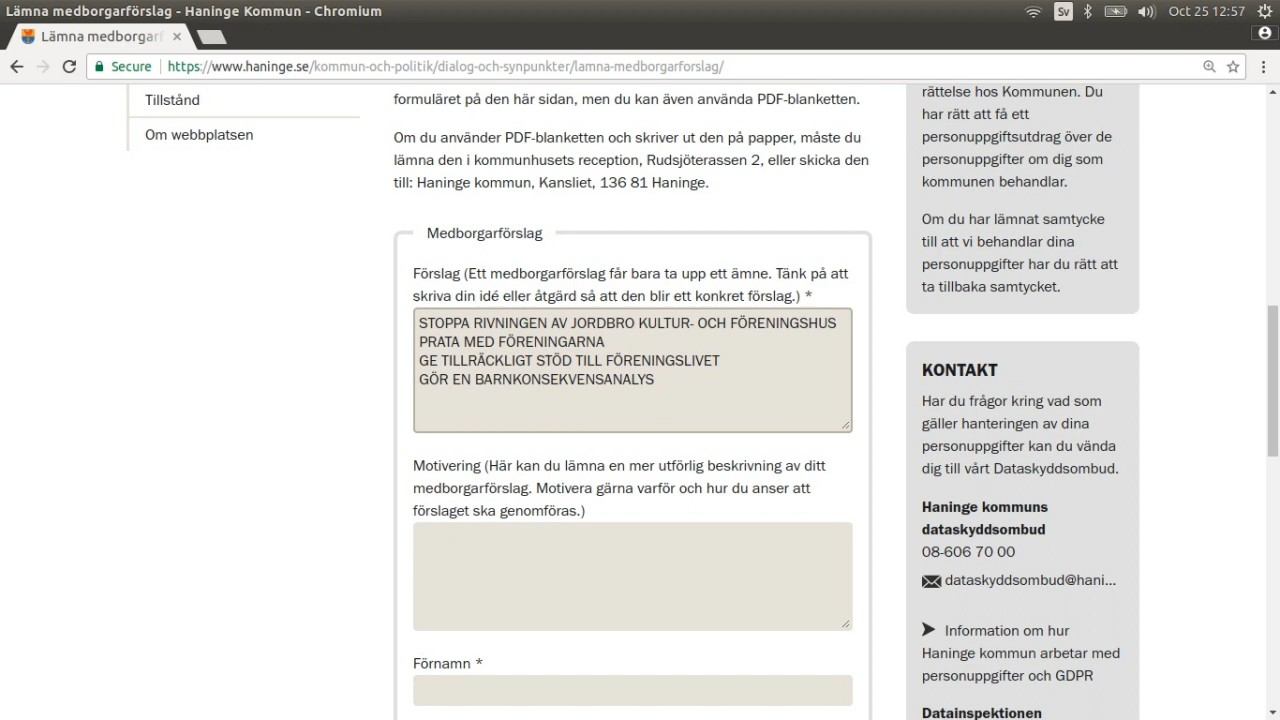 Lämna medborgarförslag - Haninge Kommun - Chromium
Sv
Oct 25 12:57
Lämna medborgarf
Secure
https://www.haninge.se/kommun-och-politik/dialog-och-synpunkter/lamna-medborgarforslag/
Tillstånd
Om webbplatsen
formuläret på den här sidan, men du kan även använda PDF-blanketten.
Om du använder PDF-blanketten och skriver ut den på papper, måste du
lämna den i kommunhusets reception, Rudsjöterassen 2, eller skicka den
till: Haninge kommun, Kansliet, 136 81 Haninge.
Medborgarförslag
Förslag (Ett medborgarförslag får bara ta upp ett ämne. Tänk på att
skriva din idé eller åtgärd så att den blir ett konkret förslag.) *
STOPPA RIVNINGEN AV JORDBRO KULTUR- OCH FÖRENINGSHUS
PRATA MED FÖRENINGARNA
GE TILLRÄCKLIGT STÖD TILL FÖRENINGSLIVET
GÖR EN BARNKONSEKVENSANALYS
Motivering (Här kan du lämna en mer utförlig beskrivning av ditt
medborgarförslag. Motivera gärna varför och hur du anser att
förslaget ska genomföras.)
Förnamn *
rättelse hos Kommunen. Du
har rätt att få ett
personuppgiftsutdrag över de
personuppgifter om dig som
kommunen behandlar.
Om du har lämnat samtycke
till att vi behandlar dina
personuppgifter har du rätt att
ta tillbaka samtycket.
KONTAKT
Har du frågor kring vad som
gäller hanteringen av dina
personuppgifter kan du vända
dig till vårt Dataskyddsombud.
Haninge kommuns
dataskyddsombud
08-606 70 00
dataskyddsombud@hani...
Information om hur
Haninge kommun arbetar med
personuppgifter och GDPR
Datainspektionen